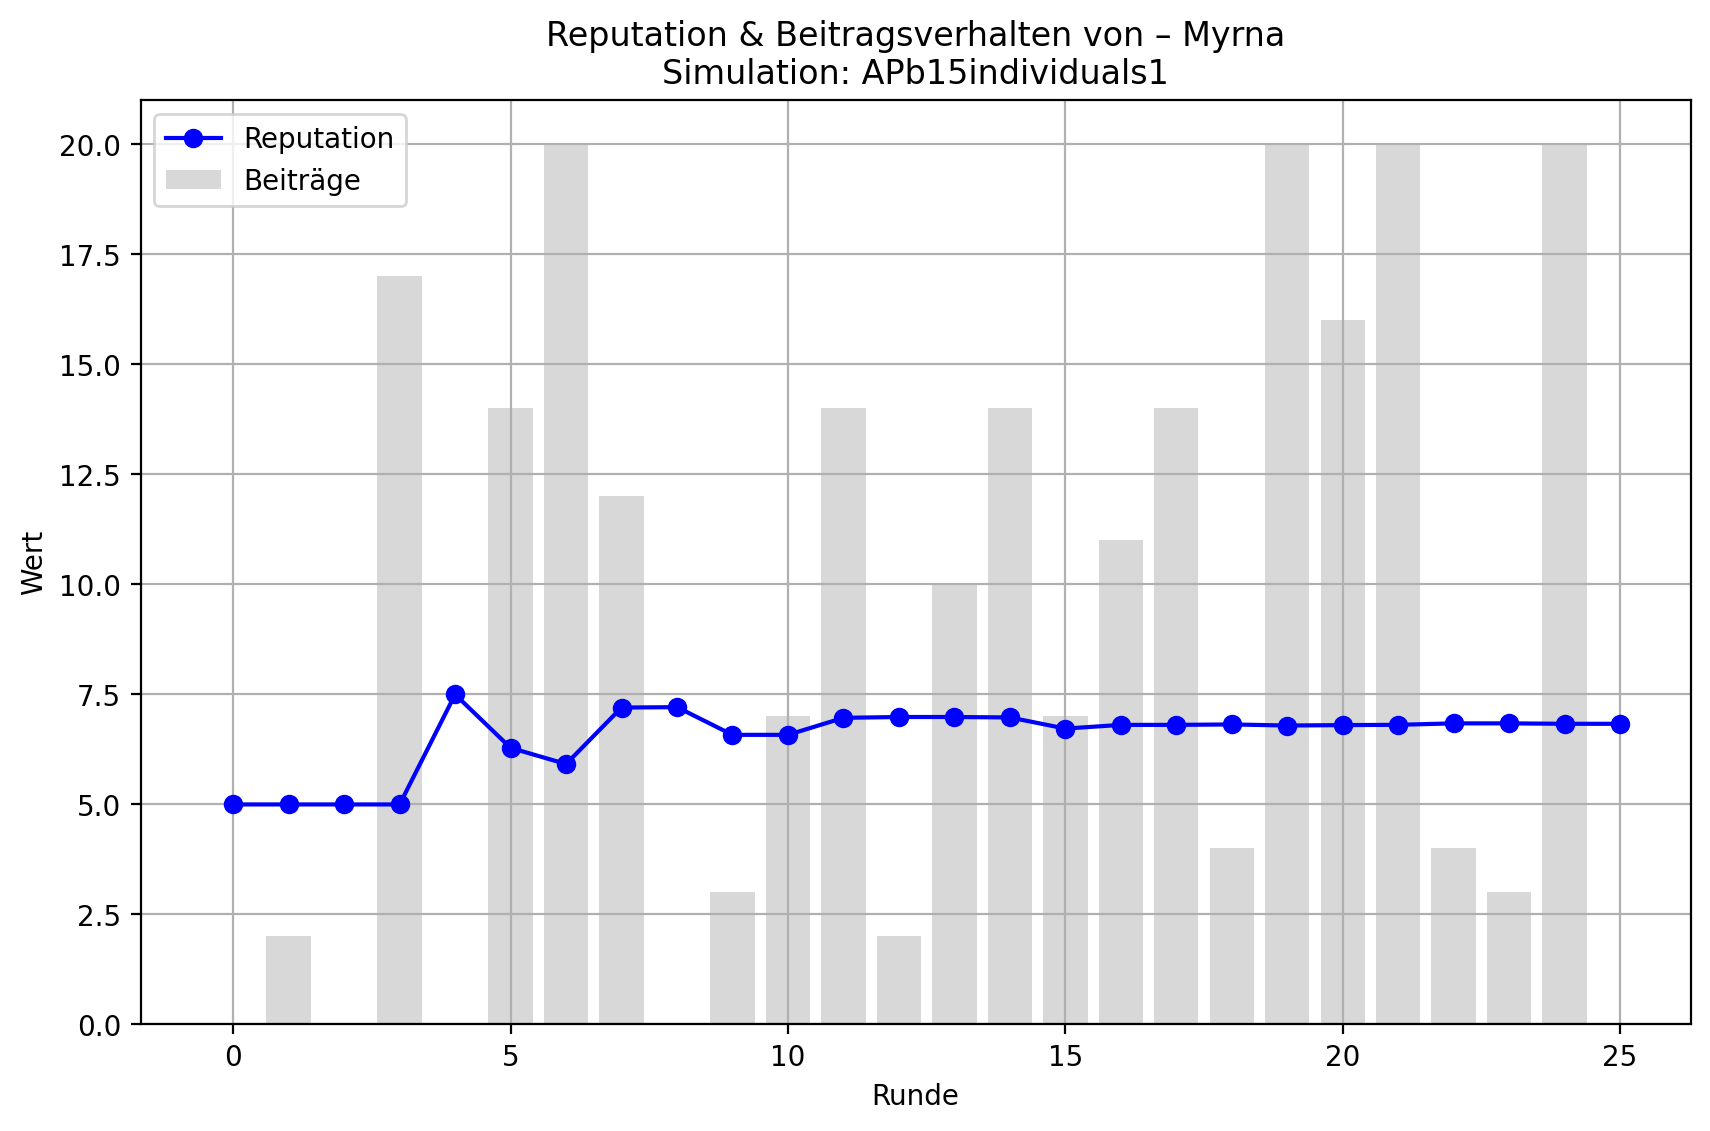 Reputation & Beitragsverhalten von – Myrna
Simulation: APb15individuals1
Reputation
Beiträge
20.0
17.5
15.0
12.5
10.0
7.5
5.0
2.5
0.0
Wert
0 5 10 15 20 25
Runde